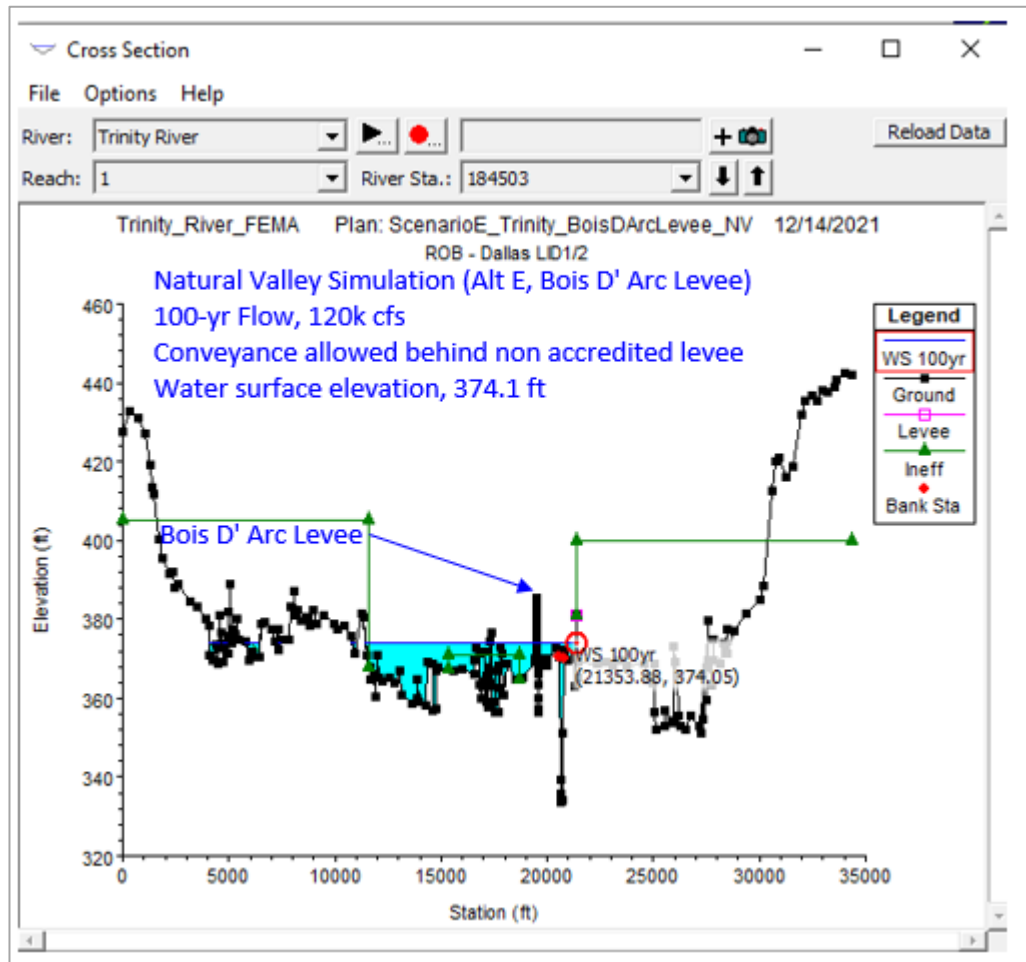 Cross Section
File Options Help
River: Trinity River
Reload Data
Reach: 1 River Sta.: 184503
Trinity_River_FEMA Plan: ScenarioE_Trinity_BoisDArcLevee_NV 12/14/2021
ROB - Dallas LID1/2
Natural Valley Simulation (Alt E, Bois D' Arc Levee)
100-yr Flow, 120k cfs
Conveyance allowed behind non accredited levee
Water surface elevation, 374.1 ft
Legend
WS 100yr
Ground
Levee
Ineff
Bank Sta
Bois D' Arc Levee
WS 100yr
(21353.88, 374.05)
Elevation (ft)
460
440
420
400
380
360
340
320
0 5000 10000 15000 20000 25000 30000 35000
Station (ft)